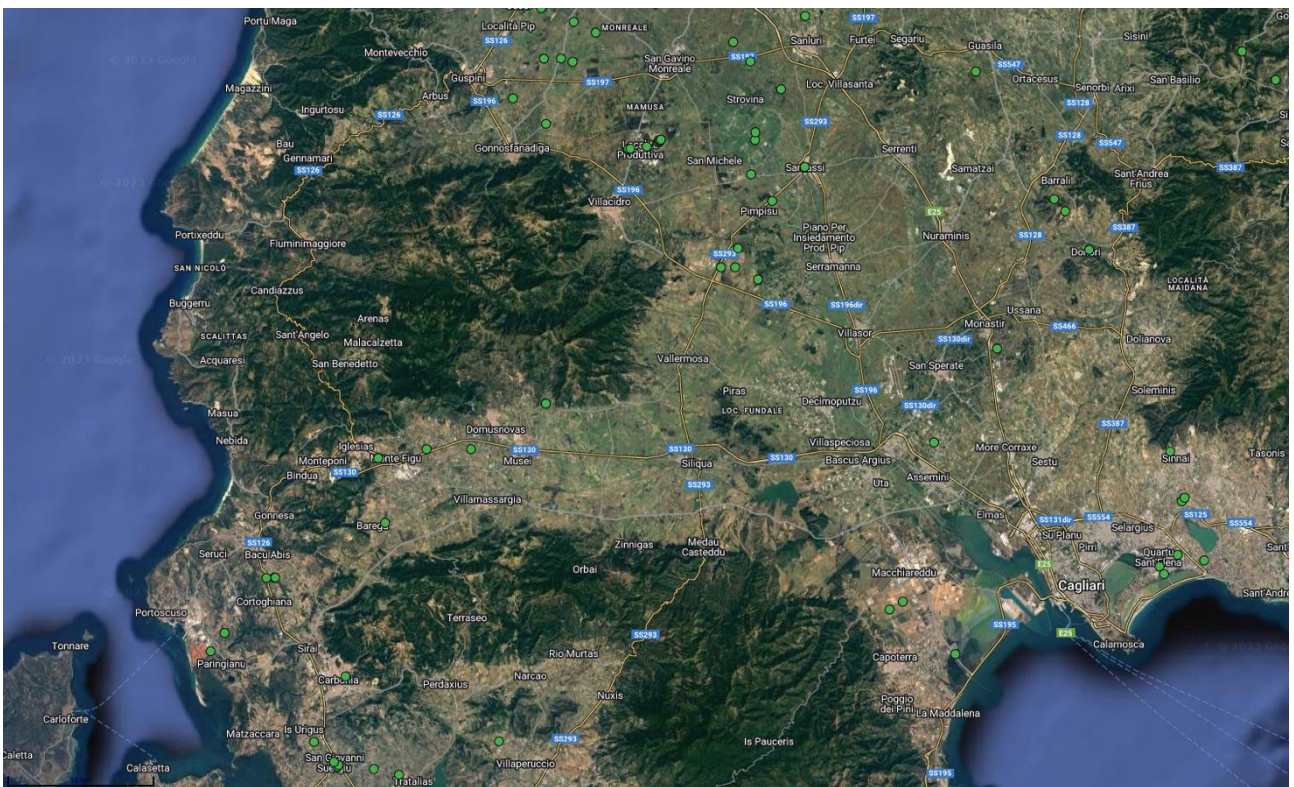 Portu Maga
Località Pip
MONREALE
SS197
Sanluri
Furtei
Segariu
Guasila
Sisini
SS126
Montevecchio
© 2023 Google
San Gavino
Monreale
SS547
Guspini
SS197
Loc. Villasanta
Ortacesus
San Basilio
Magazzini
Arbus
SS196
Strovina
Senorbì
Arixi
Ingurtosu
SS126
MAMUSA
SS128
SS293
SS128
SS547
Bau
Gennamari
Gonnosfanadiga
Produttiva
San Michele
Serrenti
SS126
Samatzai
SS387
Sant'Andrea
Frius
Barrali
SS196
Villacidro
Pimpisu
E25
Portixeddu
Piano Per
Insiedamento
Prod. Pip
Nuraminis
SS128
SS387
Fluminimaggiore
SS293
SAN NICOLÒ
Serramanna
LOCALITÀ
MAIDANA
Candiazzus
Buggerru
SS196
SS196dir
Ussana
Arenas
SCALITTAS
Sant'Angelo
Malacalzetta
Villasor
Monastir
SS466
SS130dir
Dolianova
Acquaresi
San Benedetto
Vallermosa
San Sperate
Piras
SS196
Soleminis
Decimoputzu
SS130dir
Masua
LOC. FUNDALE
SS387
Domusnovas
Nebida
Iglesias
Villaspeciosa
More Corraxe
SS130
SS130
Sinnai
Tasonis
Monteponi
Musei
Siliqua
SS130
Bascus Argius
Sestu
Bindua
SS130
Assemini
SS293
Uta
Villamassargia
Gonnesa
Elmas
SS131dir
SS554
SS125
SS554
Selargius
Su Planu
SS126
Zinnigas
Medau
Casteddu
Pirri
Seruci
Bacu Abis
Orbai
Macchiareddu
E25
Quartu
Sant'Elena
Cagliari
Cortoghiana
Portoscuso
Terraseo
SS195
SS293
E25
Calamosca
Tonnare
Sirai
Rio Murtas
Capoterra
Paringianu
Narcao
Carbonia
Perdaxius
Nuxis
Poggio
dei Pini
La Maddalena
Carloforte
Matzaccara
Is Urigus
SS293
Is Pauceris
San Giovanni
Villaperuccio
Calasetta
Tratalias
SS195